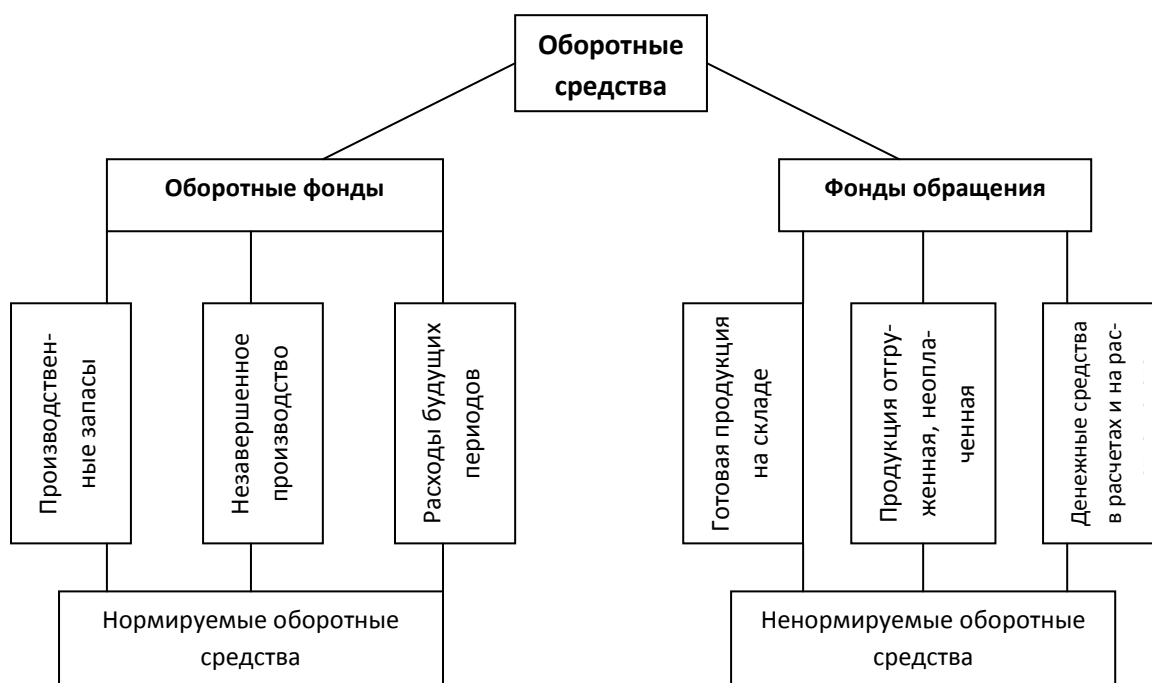 Оборотные
средства
Оборотные фонды
Фонды обращения
Производствен-
ные запасы
Незавершенное
производство
Расходы будущих
периодов
Готовая продукция
на складе
Продукция отгру-
женная, неопла-
ченная
Денежные средства
в расчетах и на рас-
Нормируемые оборотные
средства
Ненормируемые оборотные
средства